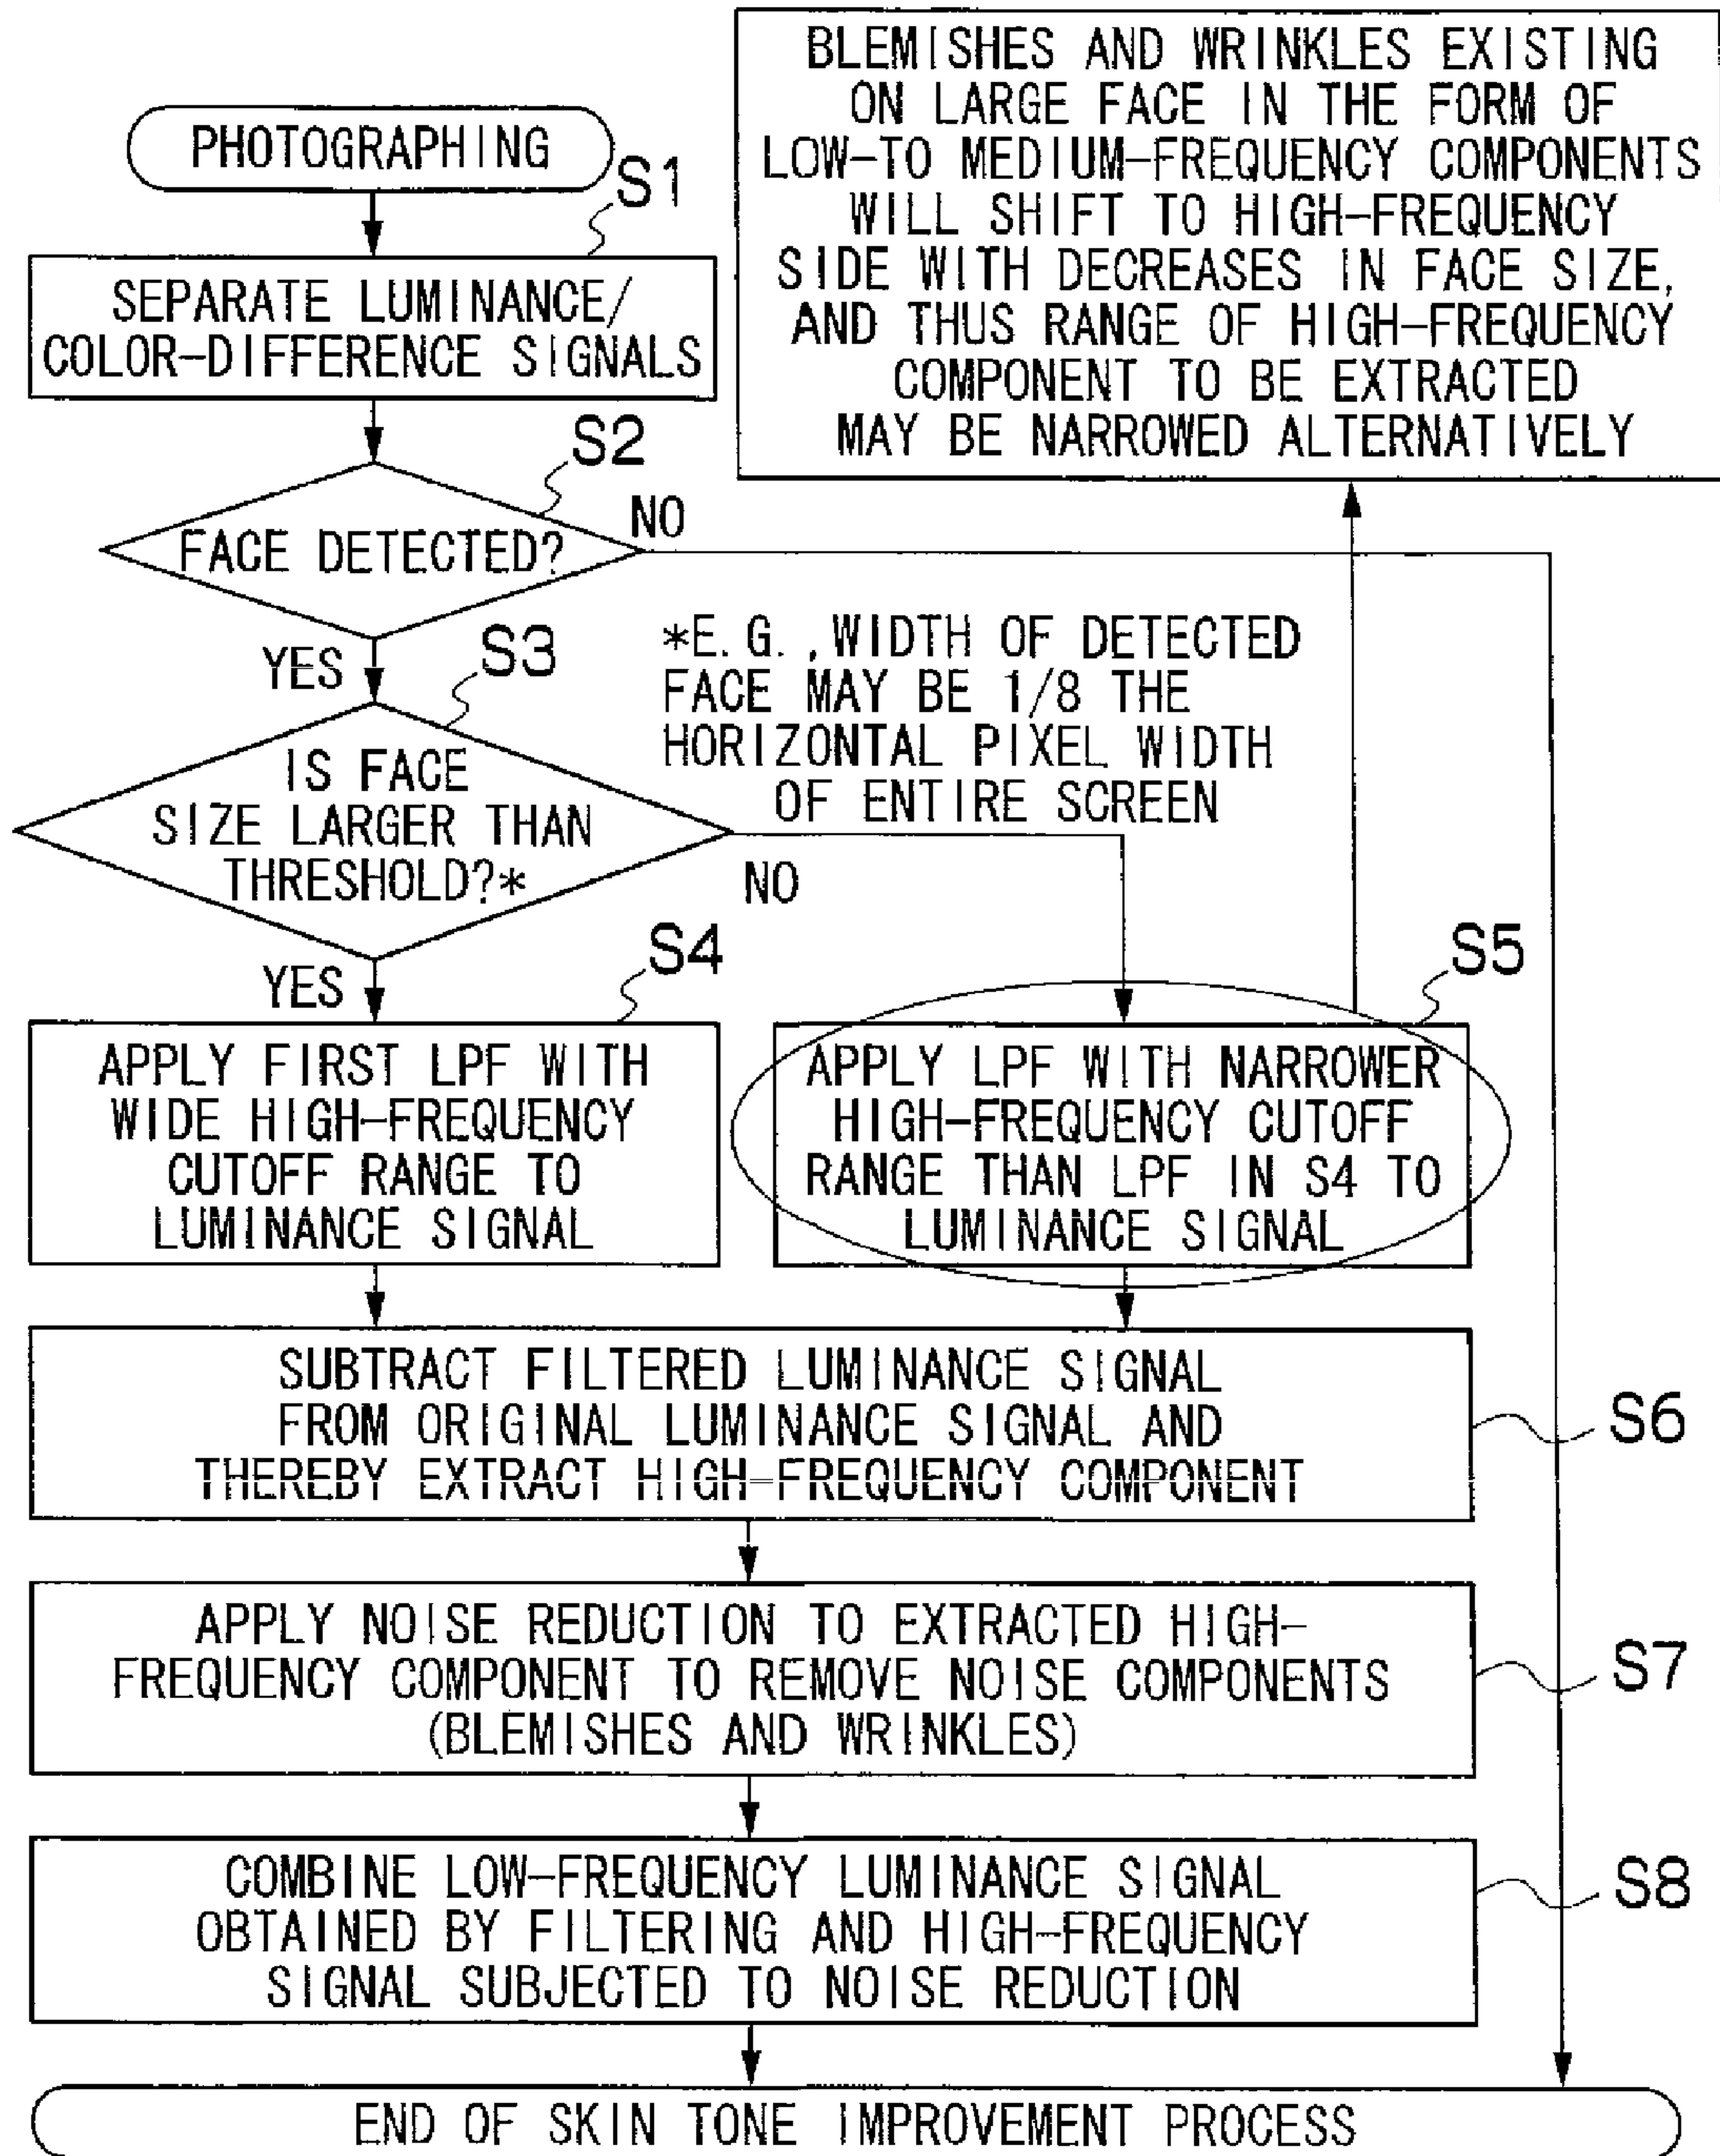 PHOTOGRAPHING
S1
SEPARATE LUMINANCE/
COLOR-DIFFERENCE SIGNALS
BLEMISHES AND WRINKLES EXISTING
ON LARGE FACE IN THE FORM OF
LOW-TO MEDIUM-FREQUENCY COMPONENTS
WILL SHIFT TO HIGH-FREQUENCY
SIDE WITH DECREASES IN FACE SIZE,
AND THUS RANGE OF HIGH-FREQUENCY
COMPONENT TO BE EXTRACTED
MAY BE NARROWED ALTERNATIVELY
S2
FACE DETECTED?
NO
YES
S3
IS FACE
SIZE LARGER THAN
THRESHOLD?*
NO
*E.G.,WIDTH OF DETECTED
FACE MAY BE 1/8 THE
HORIZONTAL PIXEL WIDTH
OF ENTIRE SCREEN
YES
S4
APPLY FIRST LPF WITH
WIDE HIGH-FREQUENCY
CUTOFF RANGE TO
LUMINANCE SIGNAL
S5
APPLY LPF WITH NARROWER
HIGH-FREQUENCY CUTOFF
RANGE THAN LPF IN S4 TO
LUMINANCE SIGNAL
SUBTRACT FILTERED LUMINANCE SIGNAL
FROM ORIGINAL LUMINANCE SIGNAL AND
THEREBY EXTRACT HIGH-FREQUENCY COMPONENT
S6
APPLY NOISE REDUCTION TO EXTRACTED HIGH-
FREQUENCY COMPONENT TO REMOVE NOISE COMPONENTS
(BLEMISHES AND WRINKLES)
S7
COMBINE LOW-FREQUENCY LUMINANCE SIGNAL
OBTAINED BY FILTERING AND HIGH-FREQUENCY
SIGNAL SUBJECTED TO NOISE REDUCTION
S8
END OF SKIN TONE IMPROVEMENT PROCESS